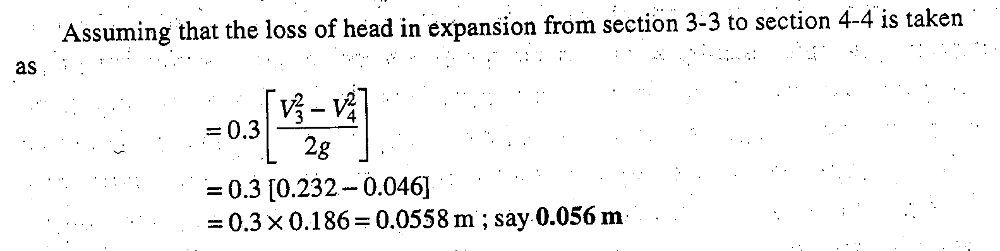 Assuming that the loss of head in expansion from section 3-3 to section 4-4 is taken
as
= 0.3 [ (V₃² – V₄²) / 2g ]
= 0.3 [0.232 – 0.046]
= 0.3 × 0.186 = 0.0558 m ; say 0.056 m